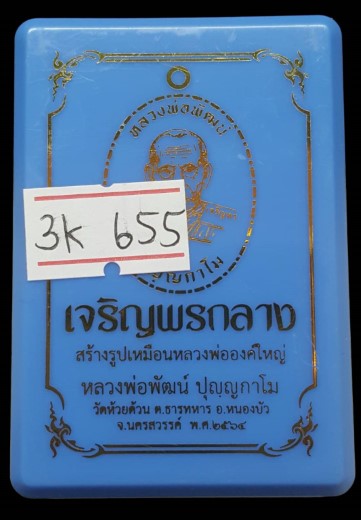 หลวงพ่อพัฒน์
3K 655
ปุญญกาโม
เจริญพรกลาง
สร้างรูปเหมือนหลวงพ่อองค์ใหญ่
หลวงพ่อพัฒน์ ปุญฺญกาโม
วัดห้วยด้วน ต.ธารทหาร อ.หนองบัว
จ.นครสวรรค์ พ.ศ.๒๕๖๔